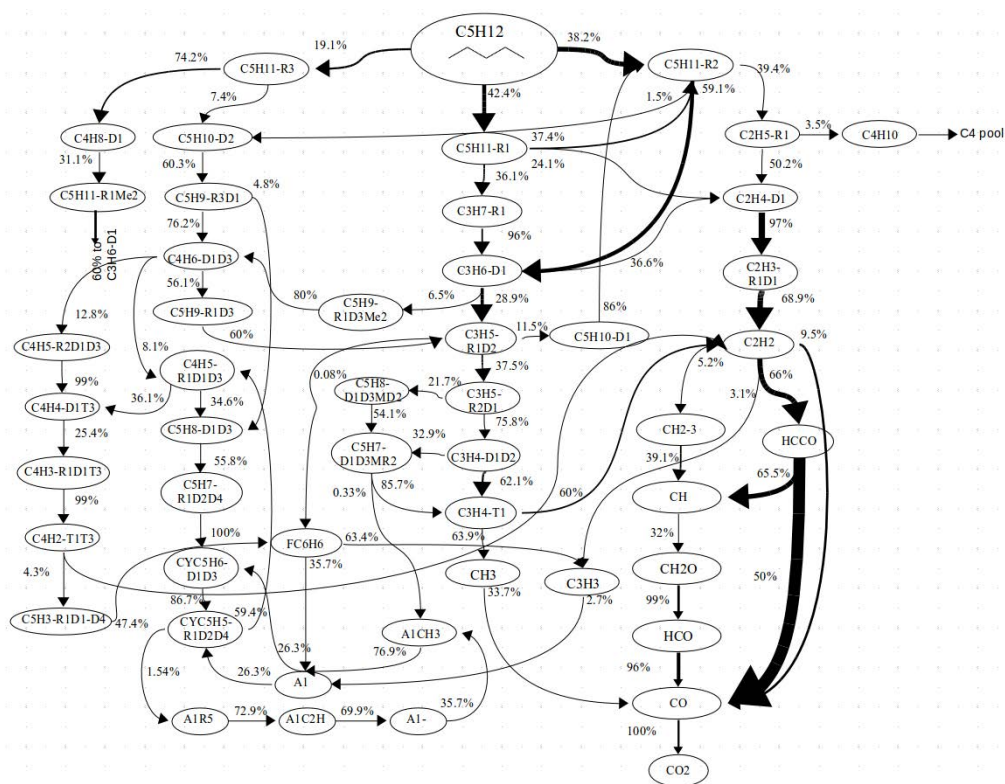 C5H12
19.1%
38.2%
74.2%
C5H11-R3
C5H11-R2
39.4%
7.4%
42.4%
1.5%
59.1%
C4H8-D1
C5H10-D2
37.4%
C5H11-R1
24.1%
C2H5-R1
3.5%
C4H10
C4 pool
31.1%
60.3%
36.1%
50.2%
C5H11-R1Me2
C5H9-
R3D1
4.8%
C3H7-R1
C2H4-D1
76.2%
96%
97%
60% to
C3H6-D1
C4H6-D1D3
C3H6-D1
36.6%
C2H3-
R1D1
56.1%
80%
C5H9-
R1D3Me2
6.5%
28.9%
86%
68.9%
12.8%
C5H9-R1D3
C4H5-
R2D1D3
60%
C3H5-
R1D2
11.5%
C5H10-D1
C2H2
9.5%
8.1%
C4H5-
R1D1D3
0.08%
37.5%
5.2%
66%
99%
36.1%
34.6%
C5H8-
D1D3MD2
21.7%
C3H5-
R2D1
3.1%
C4H4-D1T3
54.1%
75.8%
CH2-3
HCCO
25.4%
C5H8-D1D3
C5H7-
D1D3MR2
32.9%
C3H4-D1D2
39.1%
C4H3-R1D1T3
55.8%
65.5%
C5H7-
R1D2D4
0.33%
85.7%
62.1%
60%
CH
99%
C3H4-T1
C4H2-T1T3
100%
FC6H6
63.4%
63.9%
32%
4.3%
CYC5H6-
D1D3
35.7%
CH3
C3H3
CH2O
50%
86.7%
33.7%
2.7%
99%
C5H3-R1D1-D4
47.4%
CYC5H5-
R1D2D4
59.4%
A1CH3
HCO
1.54%
26.3%
26.3%
76.9%
96%
A1
35.7%
CO
A1R5
72.9%
A1C2H
69.9%
A1-
100%
CO2